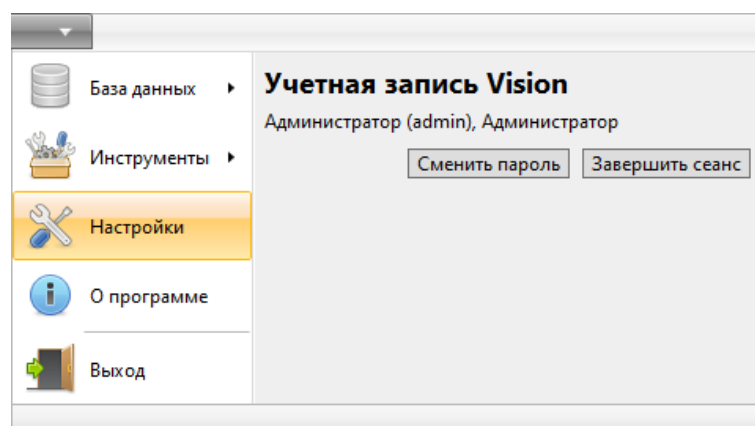 База данных
Инструменты
Настройки
О программе
Выход
Учетная запись Vision
Администратор (admin), Администратор
Сменить пароль
Завершить сеанс